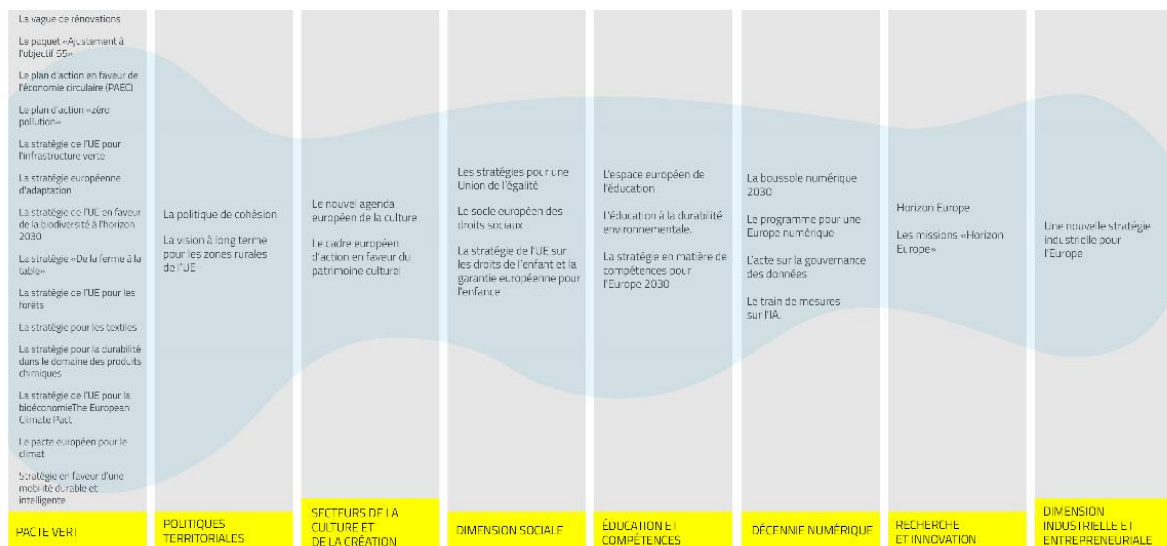 La vague de rénovations
Le paquet «Ajustement à
l'objectif 55»
Le plan d'action en faveur de
l'économie circulaire (PAEC)
Le plan d'action «zéro
pollution»
La stratégie de l'UE pour
l'infrastructure verte
La stratégie européenne
d'adaptation
La stratégie de l'UE en faveur
de la biodiversité à l'horizon
2030
La stratégie «De la ferme à la
table»
La stratégie de l'UE pour les
forêts
La stratégie pour les textiles
La stratégie pour la durabilité
dans le domaine des produits
chimiques
La stratégie de l'UE pour la
bioéconomieThe European
Climate Pact
Le pacte européen pour le
climat
Stratégie en faveur d'une
mobilité durable et
intelligente
PACTE VERT
La politique de cohésion
La vision à long terme
pour les zones rurales
de l'UE
POLITIQUES
TERRITORIALES
Le nouvel agenda
européen de la culture
Le cadre européen
d'action en faveur du
patrimoine culturel
SECTEURS DE LA
CULTURE ET
DE LA CRÉATION
Les stratégies pour une
Union de l'égalité
Le socle européen des
droits sociaux
La stratégie de l'UE sur
les droits de l'enfant et la
garantie européenne pour
l'enfance
DIMENSION SOCIALE
L'espace européen de
l'éducation
L'éducation à la durabilité
environnementale.
La stratégie en matière de
compétences pour
l'Europe 2030
ÉDUCATION ET
COMPÉTENCES
La boussole numérique
2030
Le programme pour une
Europe numérique
L'acte sur la gouvernance
des données
Le train de mesures
sur l'IA.
DÉCENNIE NUMÉRIQUE
Horizon Europe
Les missions «Horizon
Europe»
RECHERCHE
ET INNOVATION
Une nouvelle stratégie
industrielle pour
l'Europe
DIMENSION
INDUSTRIELLE ET
ENTREPRENEURIALE